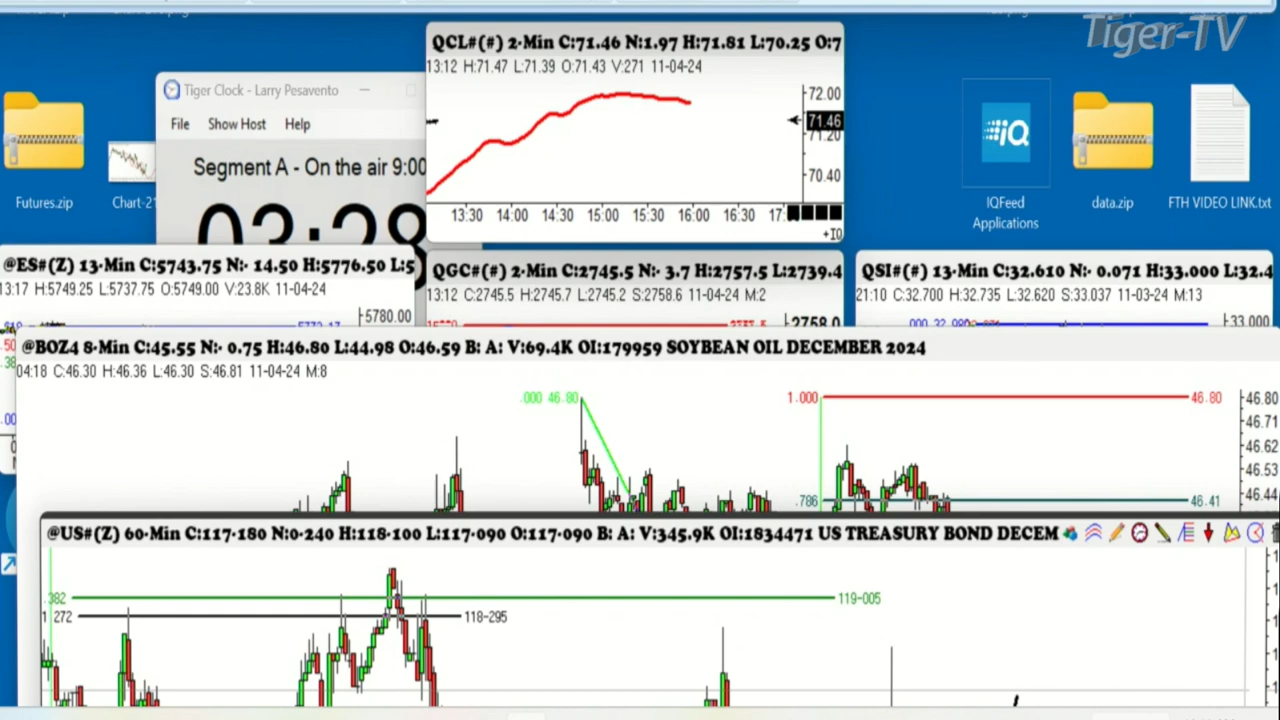 Tiger-TV
QCL#(#) 2-Min C:71.46 N:1.97 H:71.81 L:70.25 O:7
13:12 H:71.47 L:71.39 O:71.43 V:271 11-04-24
72.00
71.46
71.20
70.40
13:30 14:00 14:30 15:00 15:30 16:00 16:30
Tiger Clock - Larry Pesavento
File Show Host Help
Segment A - On the air 9:00
03:28
Futures.zip
Chart-21
IQ
IQFeed
Applications
data.zip
FTH VIDEO LINK.txt
@ES#(Z) 13-Min C:5743.75 N:- 14.50 H:5776.50 L:5
13:17 H:5749.25 L:5737.75 O:5749.00 V:23.8K 11-04-24
5780.00
QGC#(#) 2-Min C:2745.5 N:- 3.7 H:2757.5 L:2739.4
13:12 C:2745.5 H:2745.7 L:2745.2 S:2758.6 11-04-24 M:2
2758.0
QSI#(#) 13-Min C:32.610 N:- 0.071 H:33.000 L:32.4
21:10 C:32.700 H:32.735 L:32.620 S:33.037 11-03-24 M:13
33.000
@BOZ4 8-Min C:45.55 N:- 0.75 H:46.80 L:44.98 O:46.59 B: A: V:69.4K OI:179959 SOYBEAN OIL DECEMBER 2024
04:18 C:46.30 H:46.36 L:46.30 S:46.81 11-04-24 M:8
.000 46.80
1.000 46.80
.786 46.41
46.80
46.71
46.62
46.53
46.44
@US#(Z) 60-Min C:117-180 N:0-240 H:118-100 L:117-090 O:117-090 B: A: V:345.9K OI:1834471 US TREASURY BOND DECEM
.382 119-005
1.272 118-295